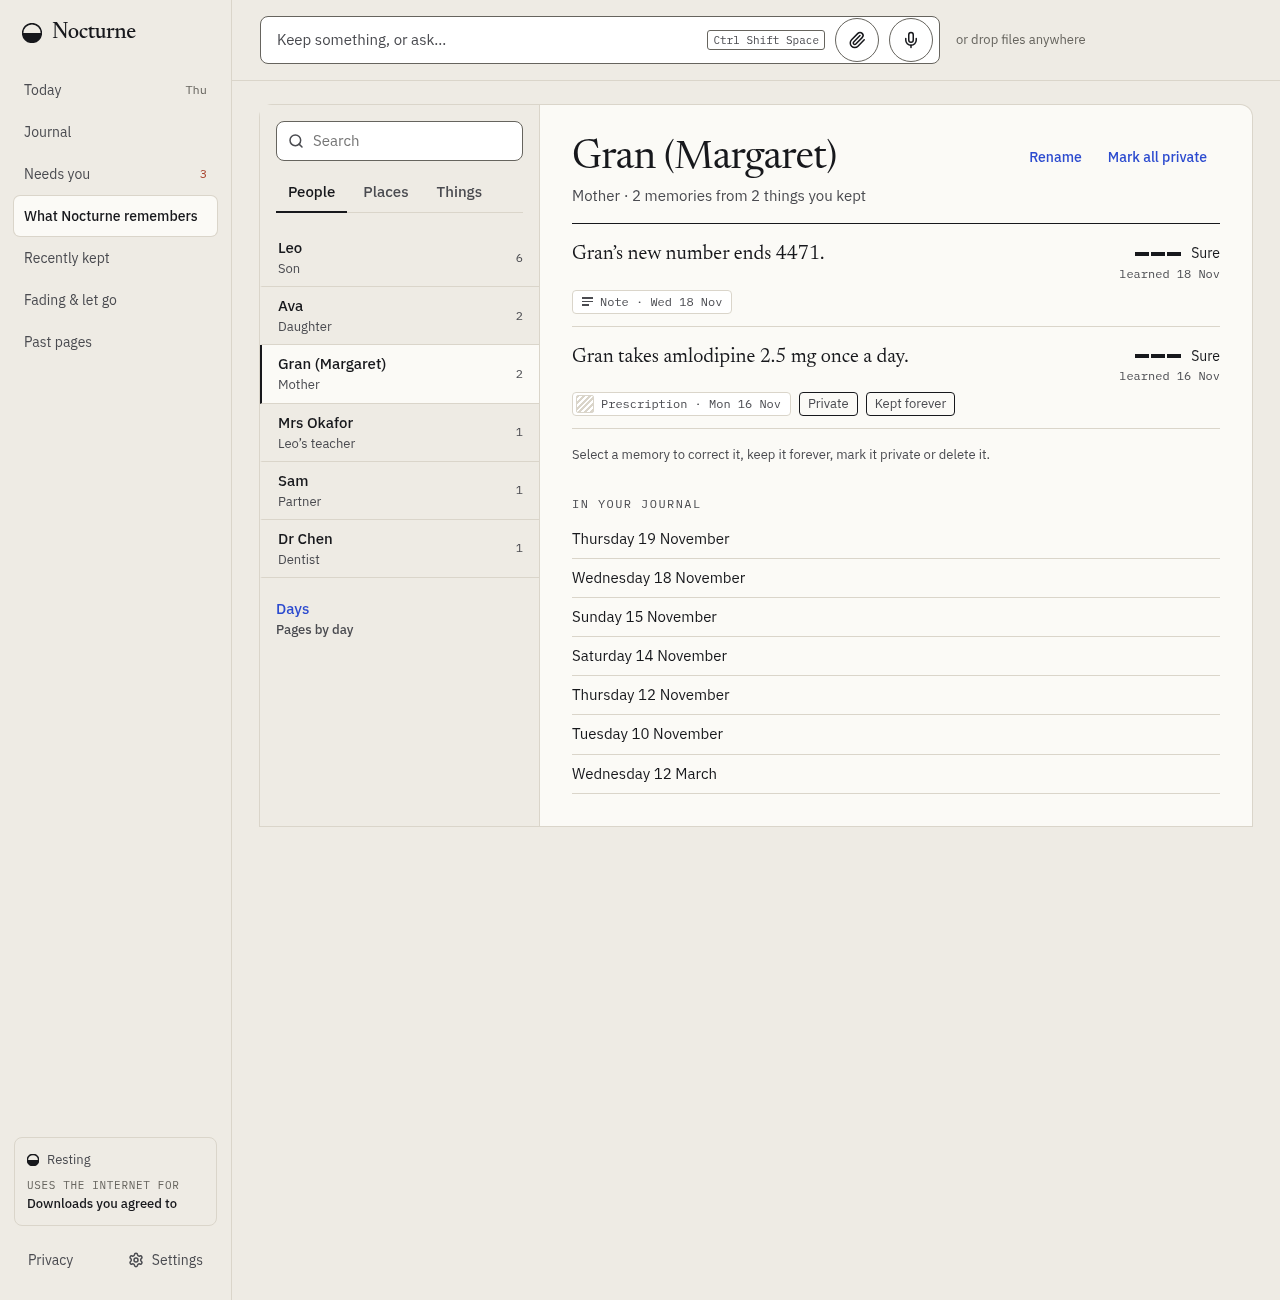 Nocturne
Today Thu
Journal
Needs you 3
What Nocturne remembers
Recently kept
Fading & let go
Past pages
Resting
USES THE INTERNET FOR
Downloads you agreed to
Privacy Settings
Keep something, or ask… Ctrl Shift Space or drop files anywhere
Search
People Places Things
Leo
Son
6
Ava
Daughter
2
Gran (Margaret)
Mother
2
Mrs Okafor
Leo’s teacher
1
Sam
Partner
1
Dr Chen
Dentist
1
Days
Pages by day
Gran (Margaret) Rename Mark all private
Mother · 2 memories from 2 things you kept
Gran’s new number ends 4471. Sure
learned 18 Nov
Note · Wed 18 Nov
Gran takes amlodipine 2.5 mg once a day. Sure
learned 16 Nov
Prescription · Mon 16 Nov Private Kept forever
Select a memory to correct it, keep it forever, mark it private or delete it.
IN YOUR JOURNAL
Thursday 19 November
Wednesday 18 November
Sunday 15 November
Saturday 14 November
Thursday 12 November
Tuesday 10 November
Wednesday 12 March